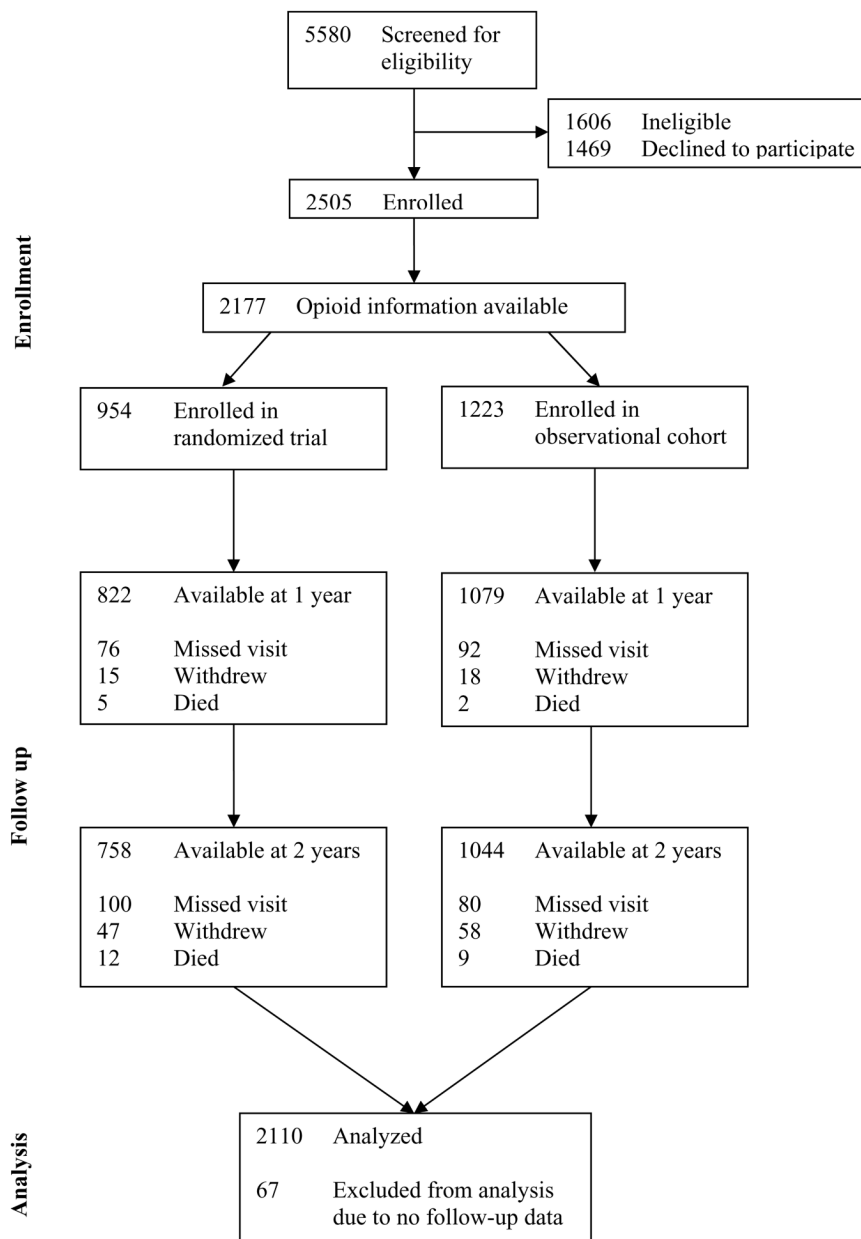 5580 Screened for
eligibility
1606 Ineligible
1469 Declined to participate
2505 Enrolled
Enrollment
2177 Opioid information available
954 Enrolled in
randomized trial
1223 Enrolled in
observational cohort
822 Available at 1 year
76 Missed visit
15 Withdrew
5 Died
1079 Available at 1 year
92 Missed visit
18 Withdrew
2 Died
Follow up
758 Available at 2 years
100 Missed visit
47 Withdrew
12 Died
1044 Available at 2 years
80 Missed visit
58 Withdrew
9 Died
Analysis
2110 Analyzed
67 Excluded from analysis
due to no follow-up data